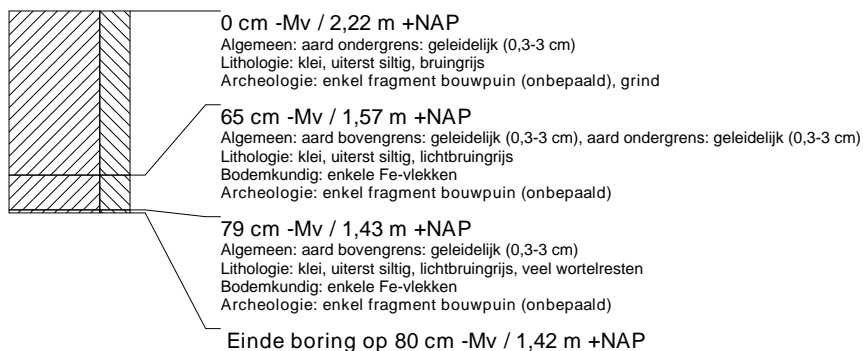 0 cm -Mv / 2,22 m +NAP
Algemeen: aard ondergrens: geleidelijk (0,3-3 cm)
Lithologie: klei, uiterst siltig, bruingrijs
Archeologie: enkel fragment bouwpuin (onbepaald), grind
65 cm -Mv / 1,57 m +NAP
Algemeen: aard bovengrens: geleidelijk (0,3-3 cm), aard ondergrens: geleidelijk (0,3-3 cm)
Lithologie: klei, uiterst siltig, lichtbruingrijs
Bodemkundig: enkele Fe-vlekken
Archeologie: enkel fragment bouwpuin (onbepaald)
79 cm -Mv / 1,43 m +NAP
Algemeen: aard bovengrens: geleidelijk (0,3-3 cm)
Lithologie: klei, uiterst siltig, lichtbruingrijs, veel wortelresten
Bodemkundig: enkele Fe-vlekken
Archeologie: enkel fragment bouwpuin (onbepaald)
Einde boring op 80 cm -Mv / 1,42 m +NAP